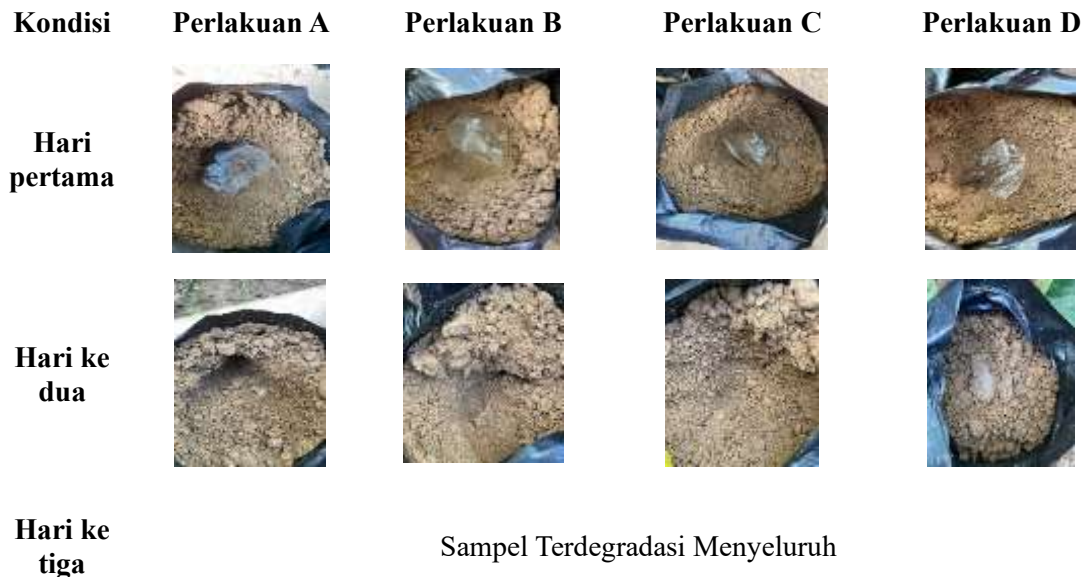 Kondisi Perlakuan A Perlakuan B Perlakuan C Perlakuan D
Hari
pertama
Hari ke
dua
Hari ke
tiga
Sampel Terdegradasi Menyeluruh